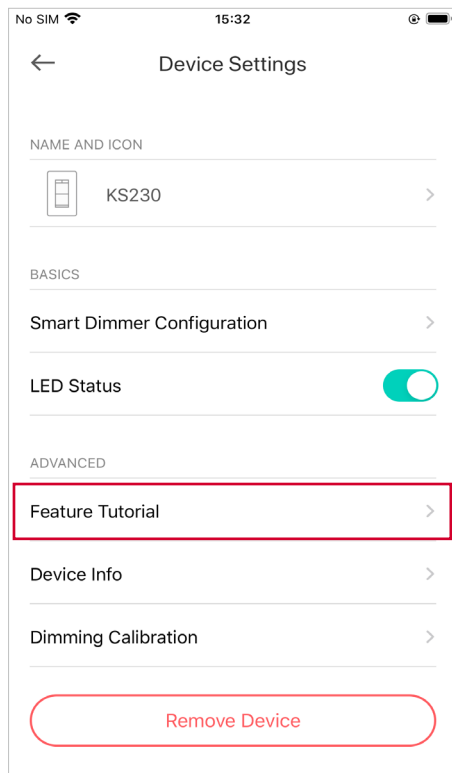 No SIM 15:32
Device Settings
NAME AND ICON
KS230
BASICS
Smart Dimmer Configuration
LED Status
ADVANCED
Feature Tutorial
Device Info
Dimming Calibration
Remove Device